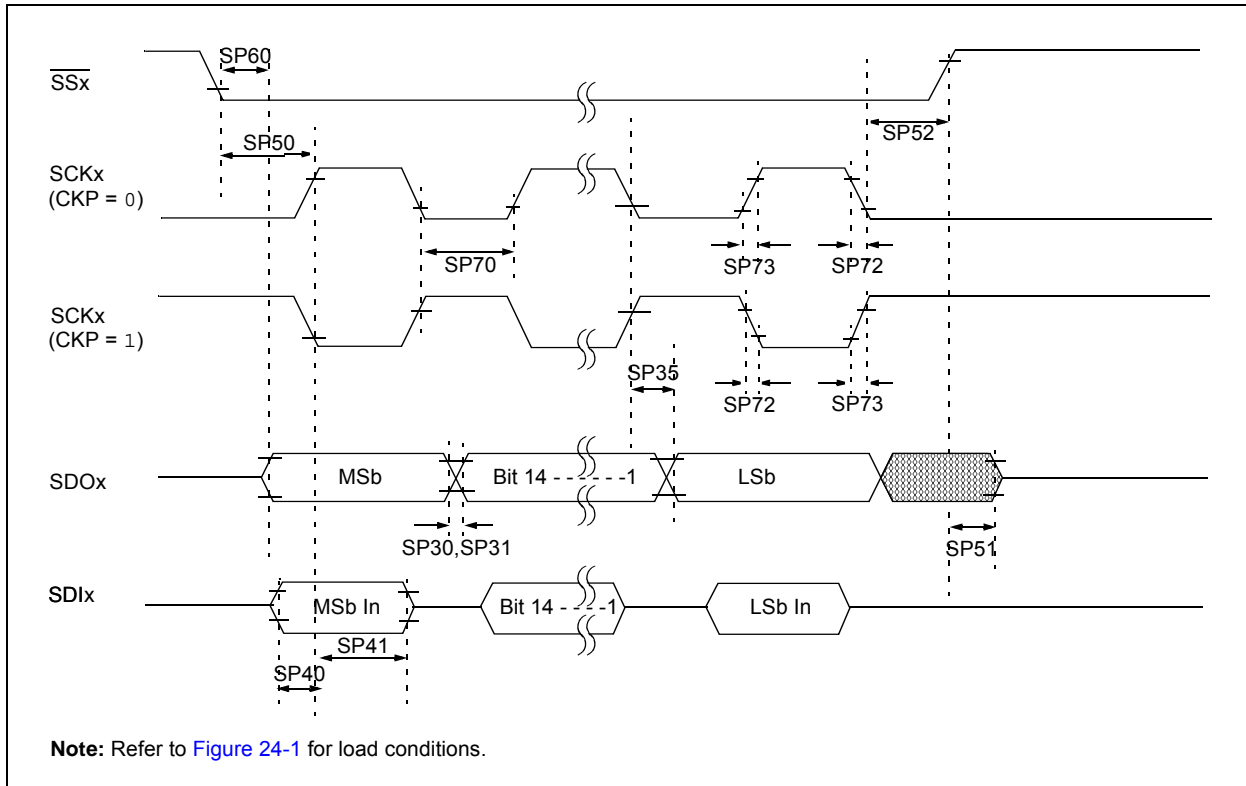 SP60
SSx
SP50
SP52
SCKx
(CKP = 0)
SP70
SP73
SP72
SCKx
(CKP = 1)
SP35
SP72
SP73
SDOx
MSb
Bit 14 - - - - - -1
LSb
SP30,SP31
SP51
SDIx
MSb In
Bit 14 - - - -1
LSb In
SP41
SP40
Note: Refer to Figure 24-1 for load conditions.